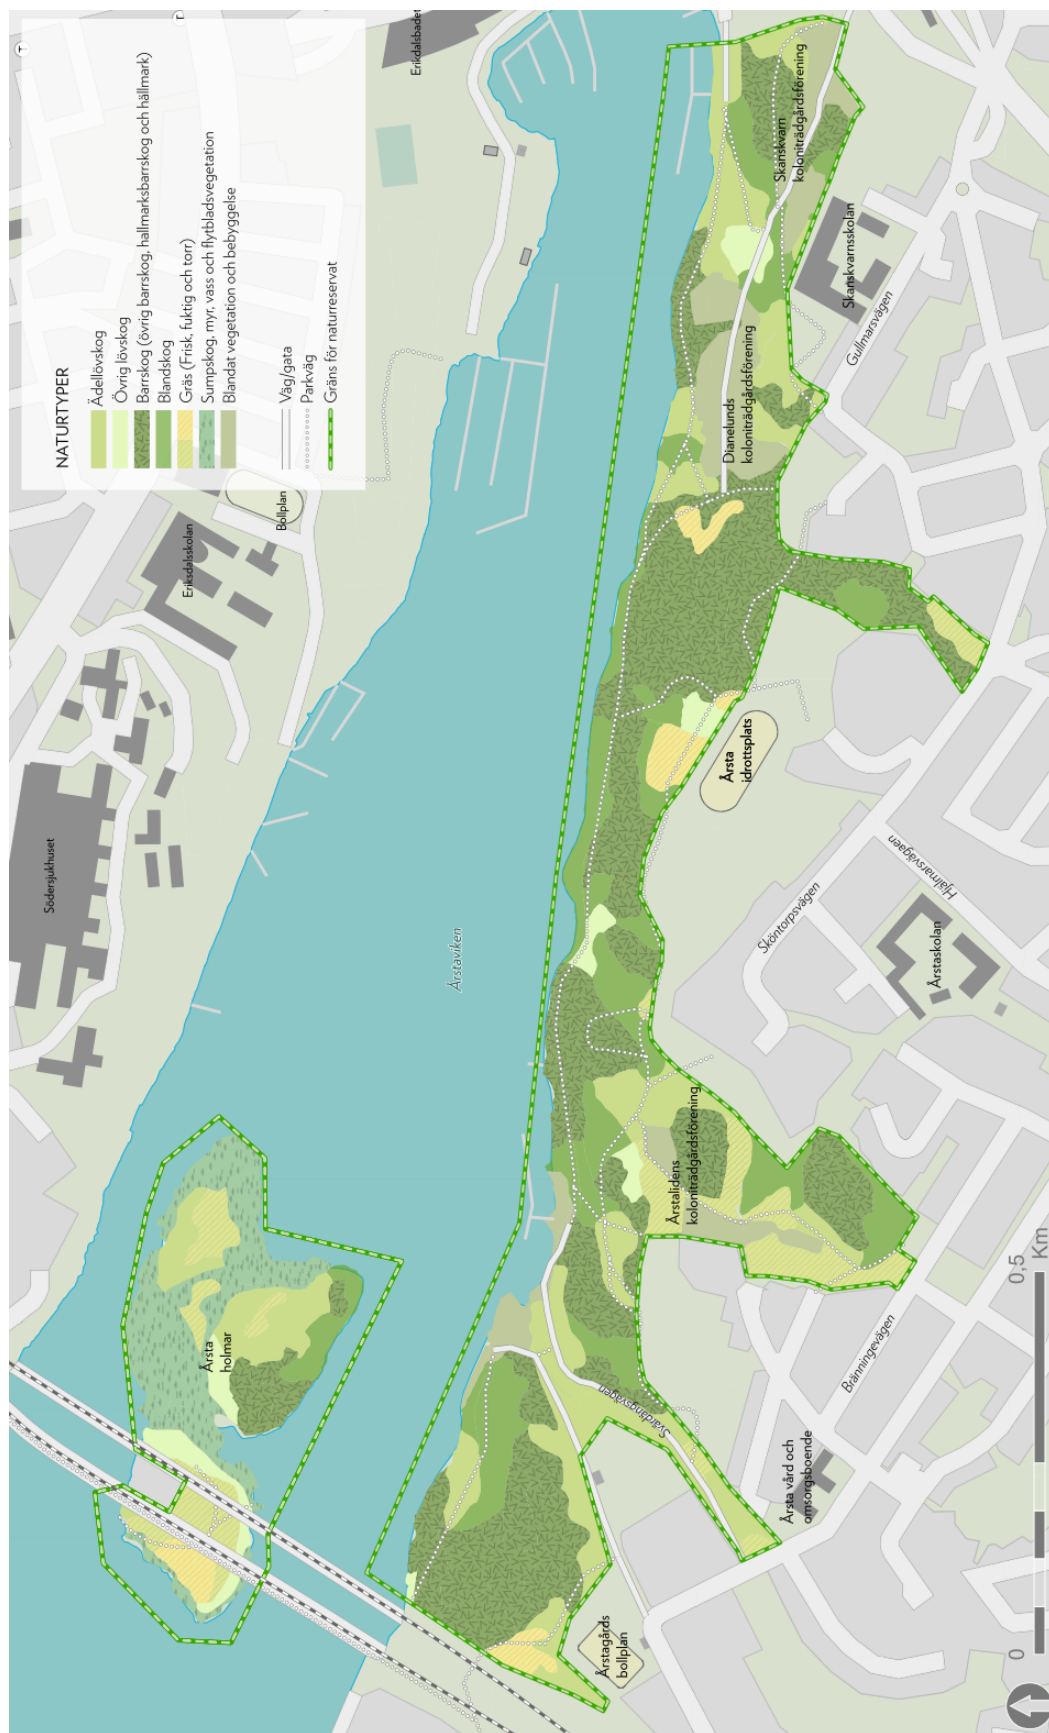 NATURTYPER
Ädellövskog
Övrig lövskog
Barrskog (övrig barrskog, hällmarksbarrskog och hällmark)
Blandskog
Gräs (Frisk, fuktig och torr)
Sumpskog, myr, vass och flytbladsvegetation
Blandat vegetation och bebyggelse
Väg/gata
Parkväg
Gräns för naturreservat
T
T
Eriksdalsbadet
Södersjukhuset
Eriksdalsskolan
Bollplan
Årstaviken
Årsta
holmar
Skanskvarn
koloniträdgårdsförening
Skanskvarnsskolan
Gullmarsvägen
Dianelunds
koloniträdgårdsförening
Årsta
idrottsplats
Sköntorpsvägen
Hjälmarsvägen
Årstaskolan
Årstalidens
koloniträdgårdsförening
Svärdlångsvägen
Bränningevägen
Årsta vård och
omsorgsboende
Årstagårds
bollplan
0
0,5
Km